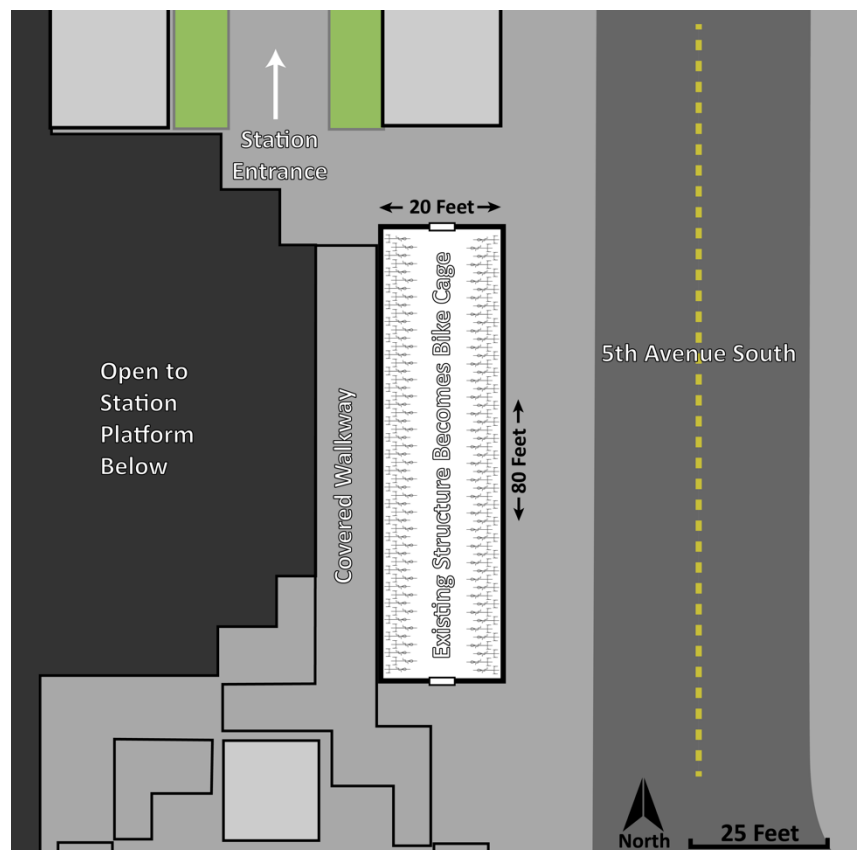 Station
Entrance
20 Feet
Existing Structure Becomes Bike Cage
5th Avenue South
Open to
Station
Platform
Below
Covered Walkway
80 Feet
North
25 Feet